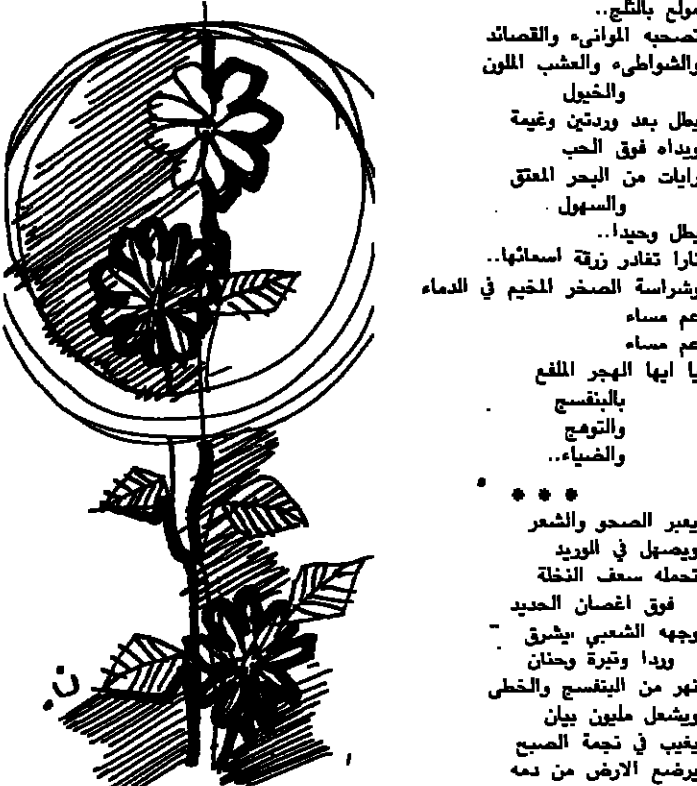 مولع بالثلج..
تصحبه الموانىء والقصائد
والشواطىء والعشب الملون
والخيول
يطل بعد وردتين وغيمة
ويداه فوق الحب
رايات من البحر المعتق
والسهول
يطل وحيدا..
نارا تغادر زرقة اسمائها..
وشراسة الصخر المخيم في الدماء
عم مساء
عم مساء
يا ايها الهجر الملفع
بالبنفسج
والتوهج
والضياء..
* * *
يعبر الصحو والشعر
ويصهل في الوريد
تحمله سعف النخلة
فوق اغصان الحديد
وجهه الشعبي يشرق
وردا وتبرة وحنان
نهر من البنفسج والخطى
ويشعل مليون بيان
يغيب في نجمة الصبح
يرضع الارض من دمه
ن.